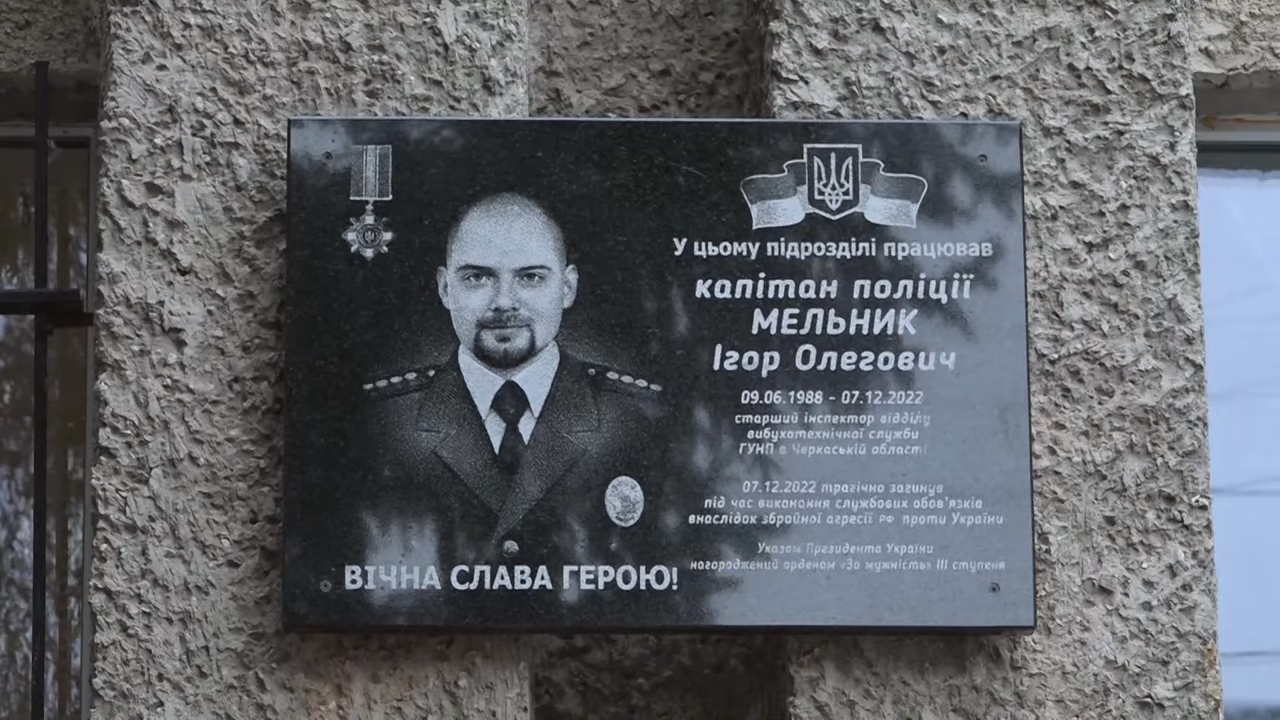 У цьому підрозділі працював
капітан поліції
МЕЛЬНИК
Ігор Олегович
09.06.1988 - 07.12.2022
старший інспектор відділу
вибухотехнічної служби
ГУНП в Черкаській області
07.12.2022 трагічно загинув
під час виконання службових обов'язків
внаслідок збройної агресії РФ проти України
Указом Президента України
нагороджений орденом «За мужність» III ступеня
ВІЧНА СЛАВА ГЕРОЮ!